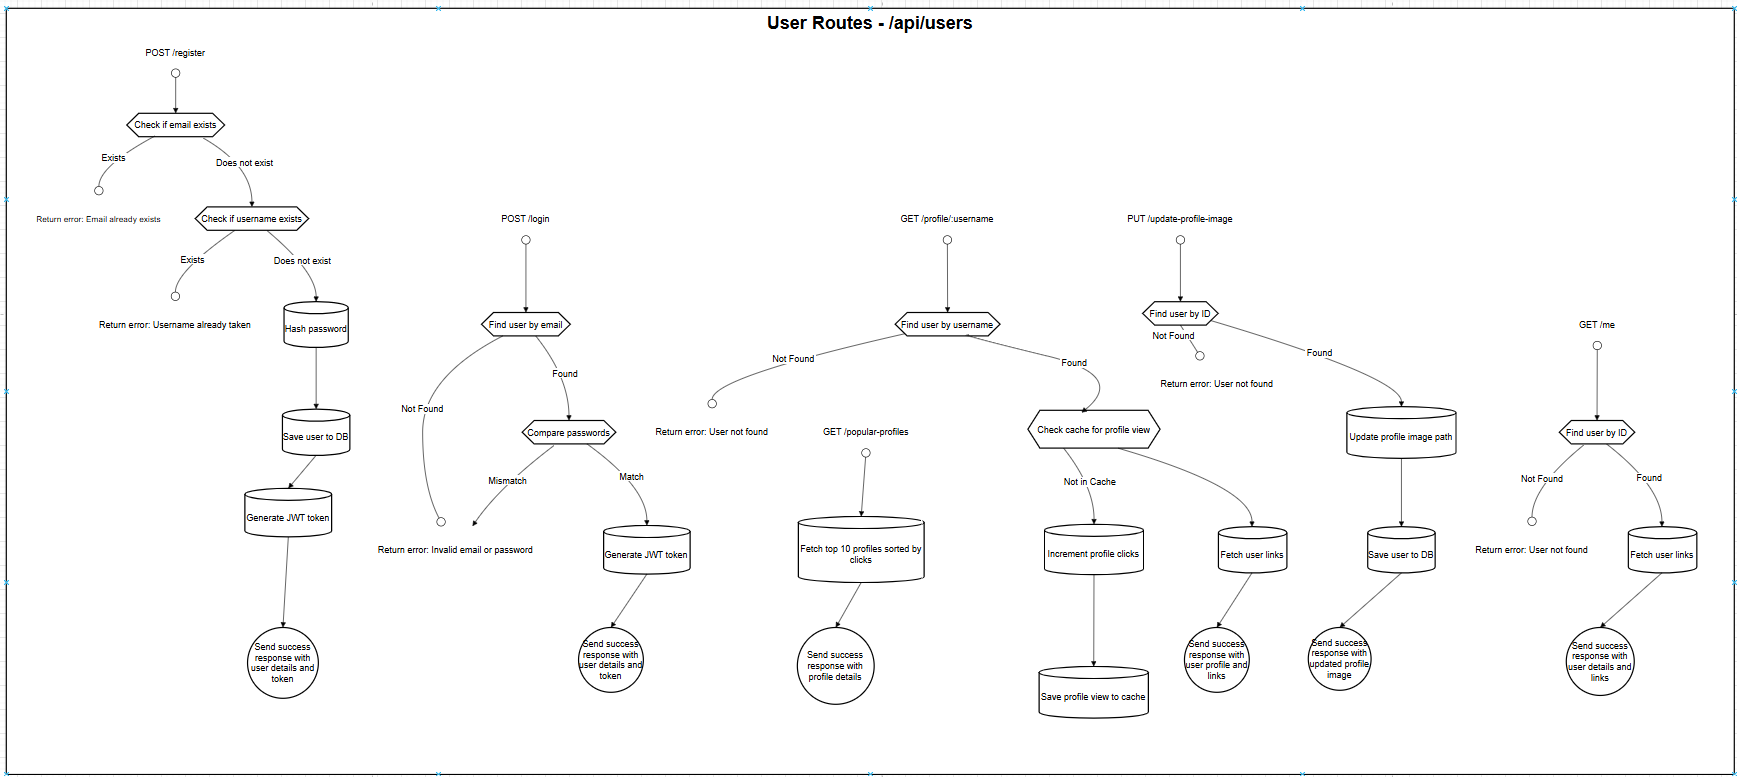 User Routes - /api/users
POST /register
Check if email exists
Exists
Does not exist
Return error: Email already exists
Check if username exists
Exists
Does not exist
Return error: Username already taken
Hash password
Save user to DB
Generate JWT token
Send success
response with
user details and
token
POST /login
Find user by email
Not Found
Found
Compare passwords
Mismatch
Match
Return error: Invalid email or password
Generate JWT token
Send success
response with
user details and
token
GET /profile/:username
Find user by username
Not Found
Found
Return error: User not found
Check cache for profile view
Not in Cache
Increment profile clicks
Save profile view to cache
Fetch user links
Send success
response with
user profile and
links
GET /popular-profiles
Fetch top 10 profiles sorted by
clicks
Send success
response with
profile details
PUT /update-profile-image
Find user by ID
Not Found
Found
Return error: User not found
Update profile image path
Save user to DB
Send success
response with
updated profile
image
GET /me
Find user by ID
Not Found
Found
Return error: User not found
Fetch user links
Send success
response with
user details and
links